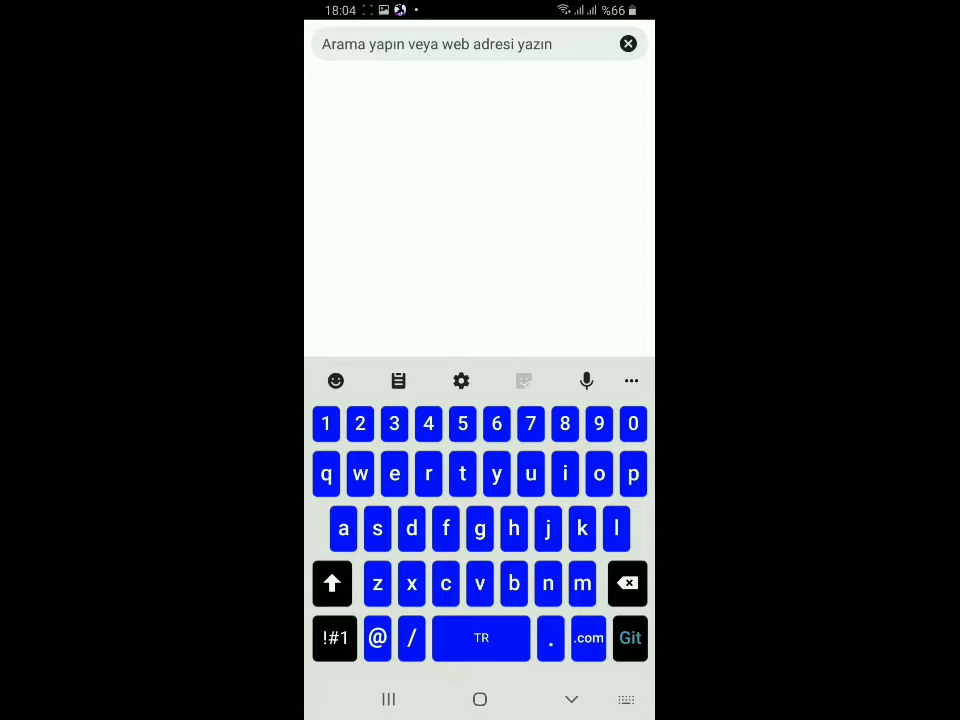 18:04 %66
Arama yapın veya web adresi yazın
1 2 3 4 5 6 7 8 9 0
q w e r t y u i o p
a s d f g h j k l
z x c v b n m
!#1 @ / TR . .com Git